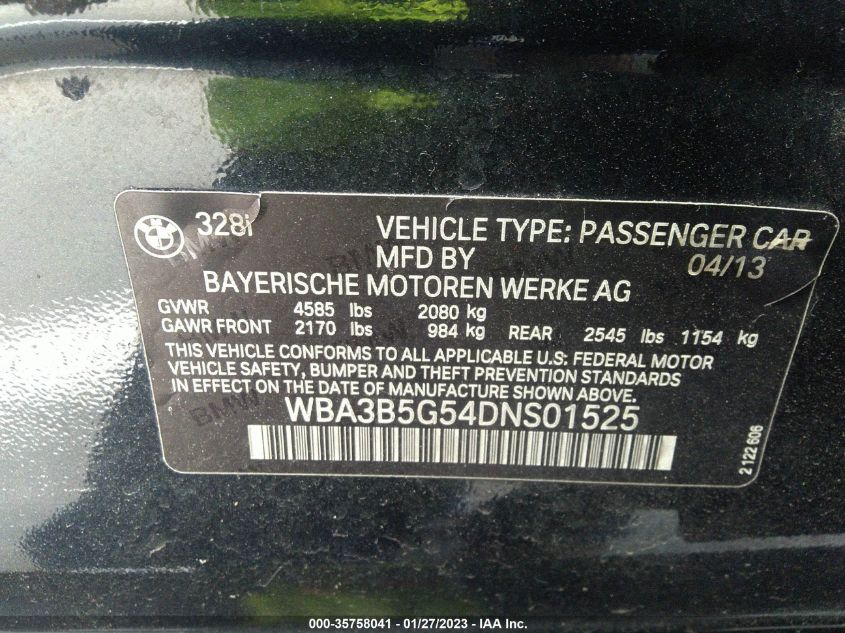 328i VEHICLE TYPE: PASSENGER CAR
MFD BY 04/13
BAYERISCHE MOTOREN WERKE AG
GVWR 4585 lbs 2080 kg
GAWR FRONT 2170 lbs 984 kg REAR 2545 lbs 1154 kg
THIS VEHICLE CONFORMS TO ALL APPLICABLE U.S. FEDERAL MOTOR
VEHICLE SAFETY, BUMPER AND THEFT PREVENTION STANDARDS
IN EFFECT ON THE DATE OF MANUFACTURE SHOWN ABOVE.
WBA3B5G54DNS01525
2 122 606
000-35758041 - 01/27/2023 - © Copyright - IAA Inc.